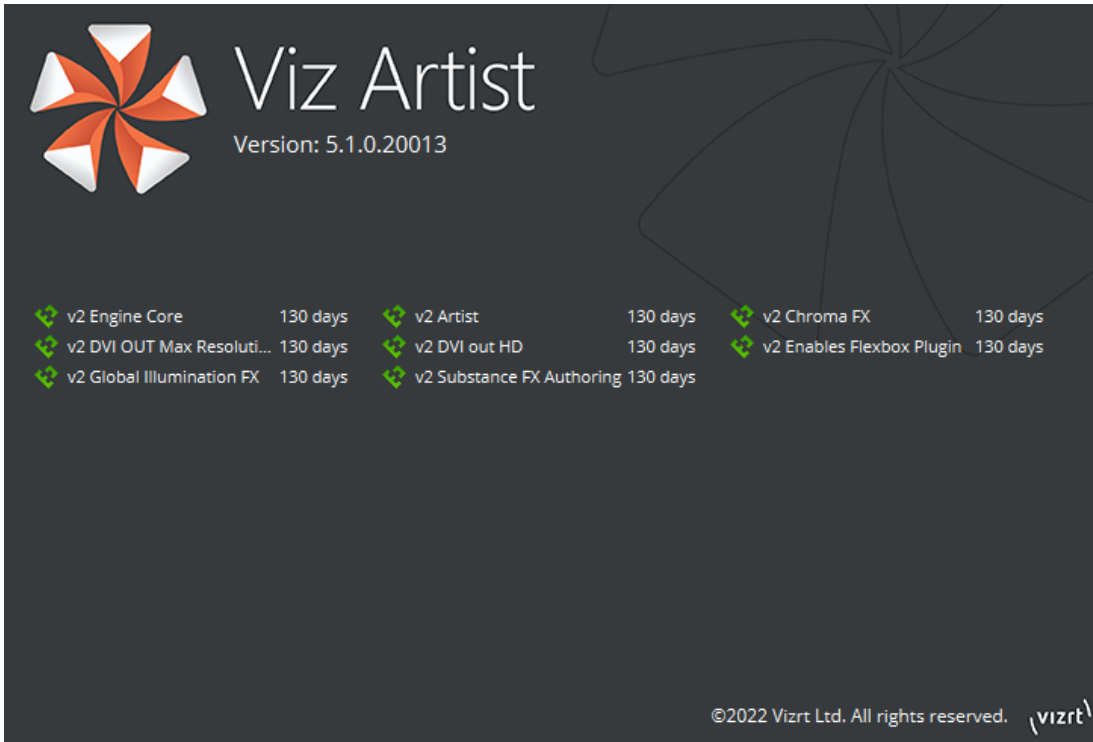 Viz Artist
Version: 5.1.0.20013
v2 Engine Core 130 days v2 Artist 130 days v2 Chroma FX 130 days
v2 DVI OUT Max Resoluti... 130 days v2 DVI out HD 130 days v2 Enables Flexbox Plugin 130 days
v2 Global Illumination FX 130 days v2 Substance FX Authoring 130 days
©2022 Vizrt Ltd. All rights reserved. vizrt